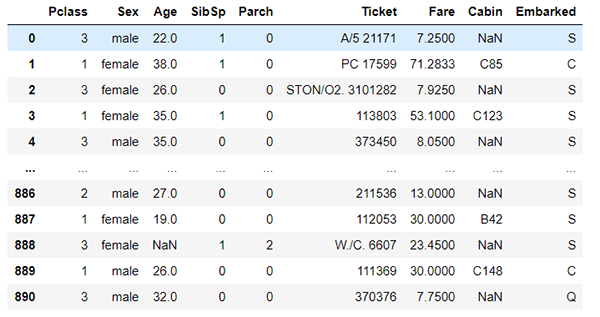 Pclass Sex Age SibSp Parch Ticket Fare Cabin Embarked
0 3 male 22.0 1 0 A/5 21171 7.2500 NaN S
1 1 female 38.0 1 0 PC 17599 71.2833 C85 C
2 3 female 26.0 0 0 STON/O2. 3101282 7.9250 NaN S
3 1 female 35.0 1 0 113803 53.1000 C123 S
4 3 male 35.0 0 0 373450 8.0500 NaN S
... ... ... ... ... ... ... ... ... ...
886 2 male 27.0 0 0 211536 13.0000 NaN S
887 1 female 19.0 0 0 112053 30.0000 B42 S
888 3 female NaN 1 2 W./C. 6607 23.4500 NaN S
889 1 male 26.0 0 0 111369 30.0000 C148 C
890 3 male 32.0 0 0 370376 7.7500 NaN Q